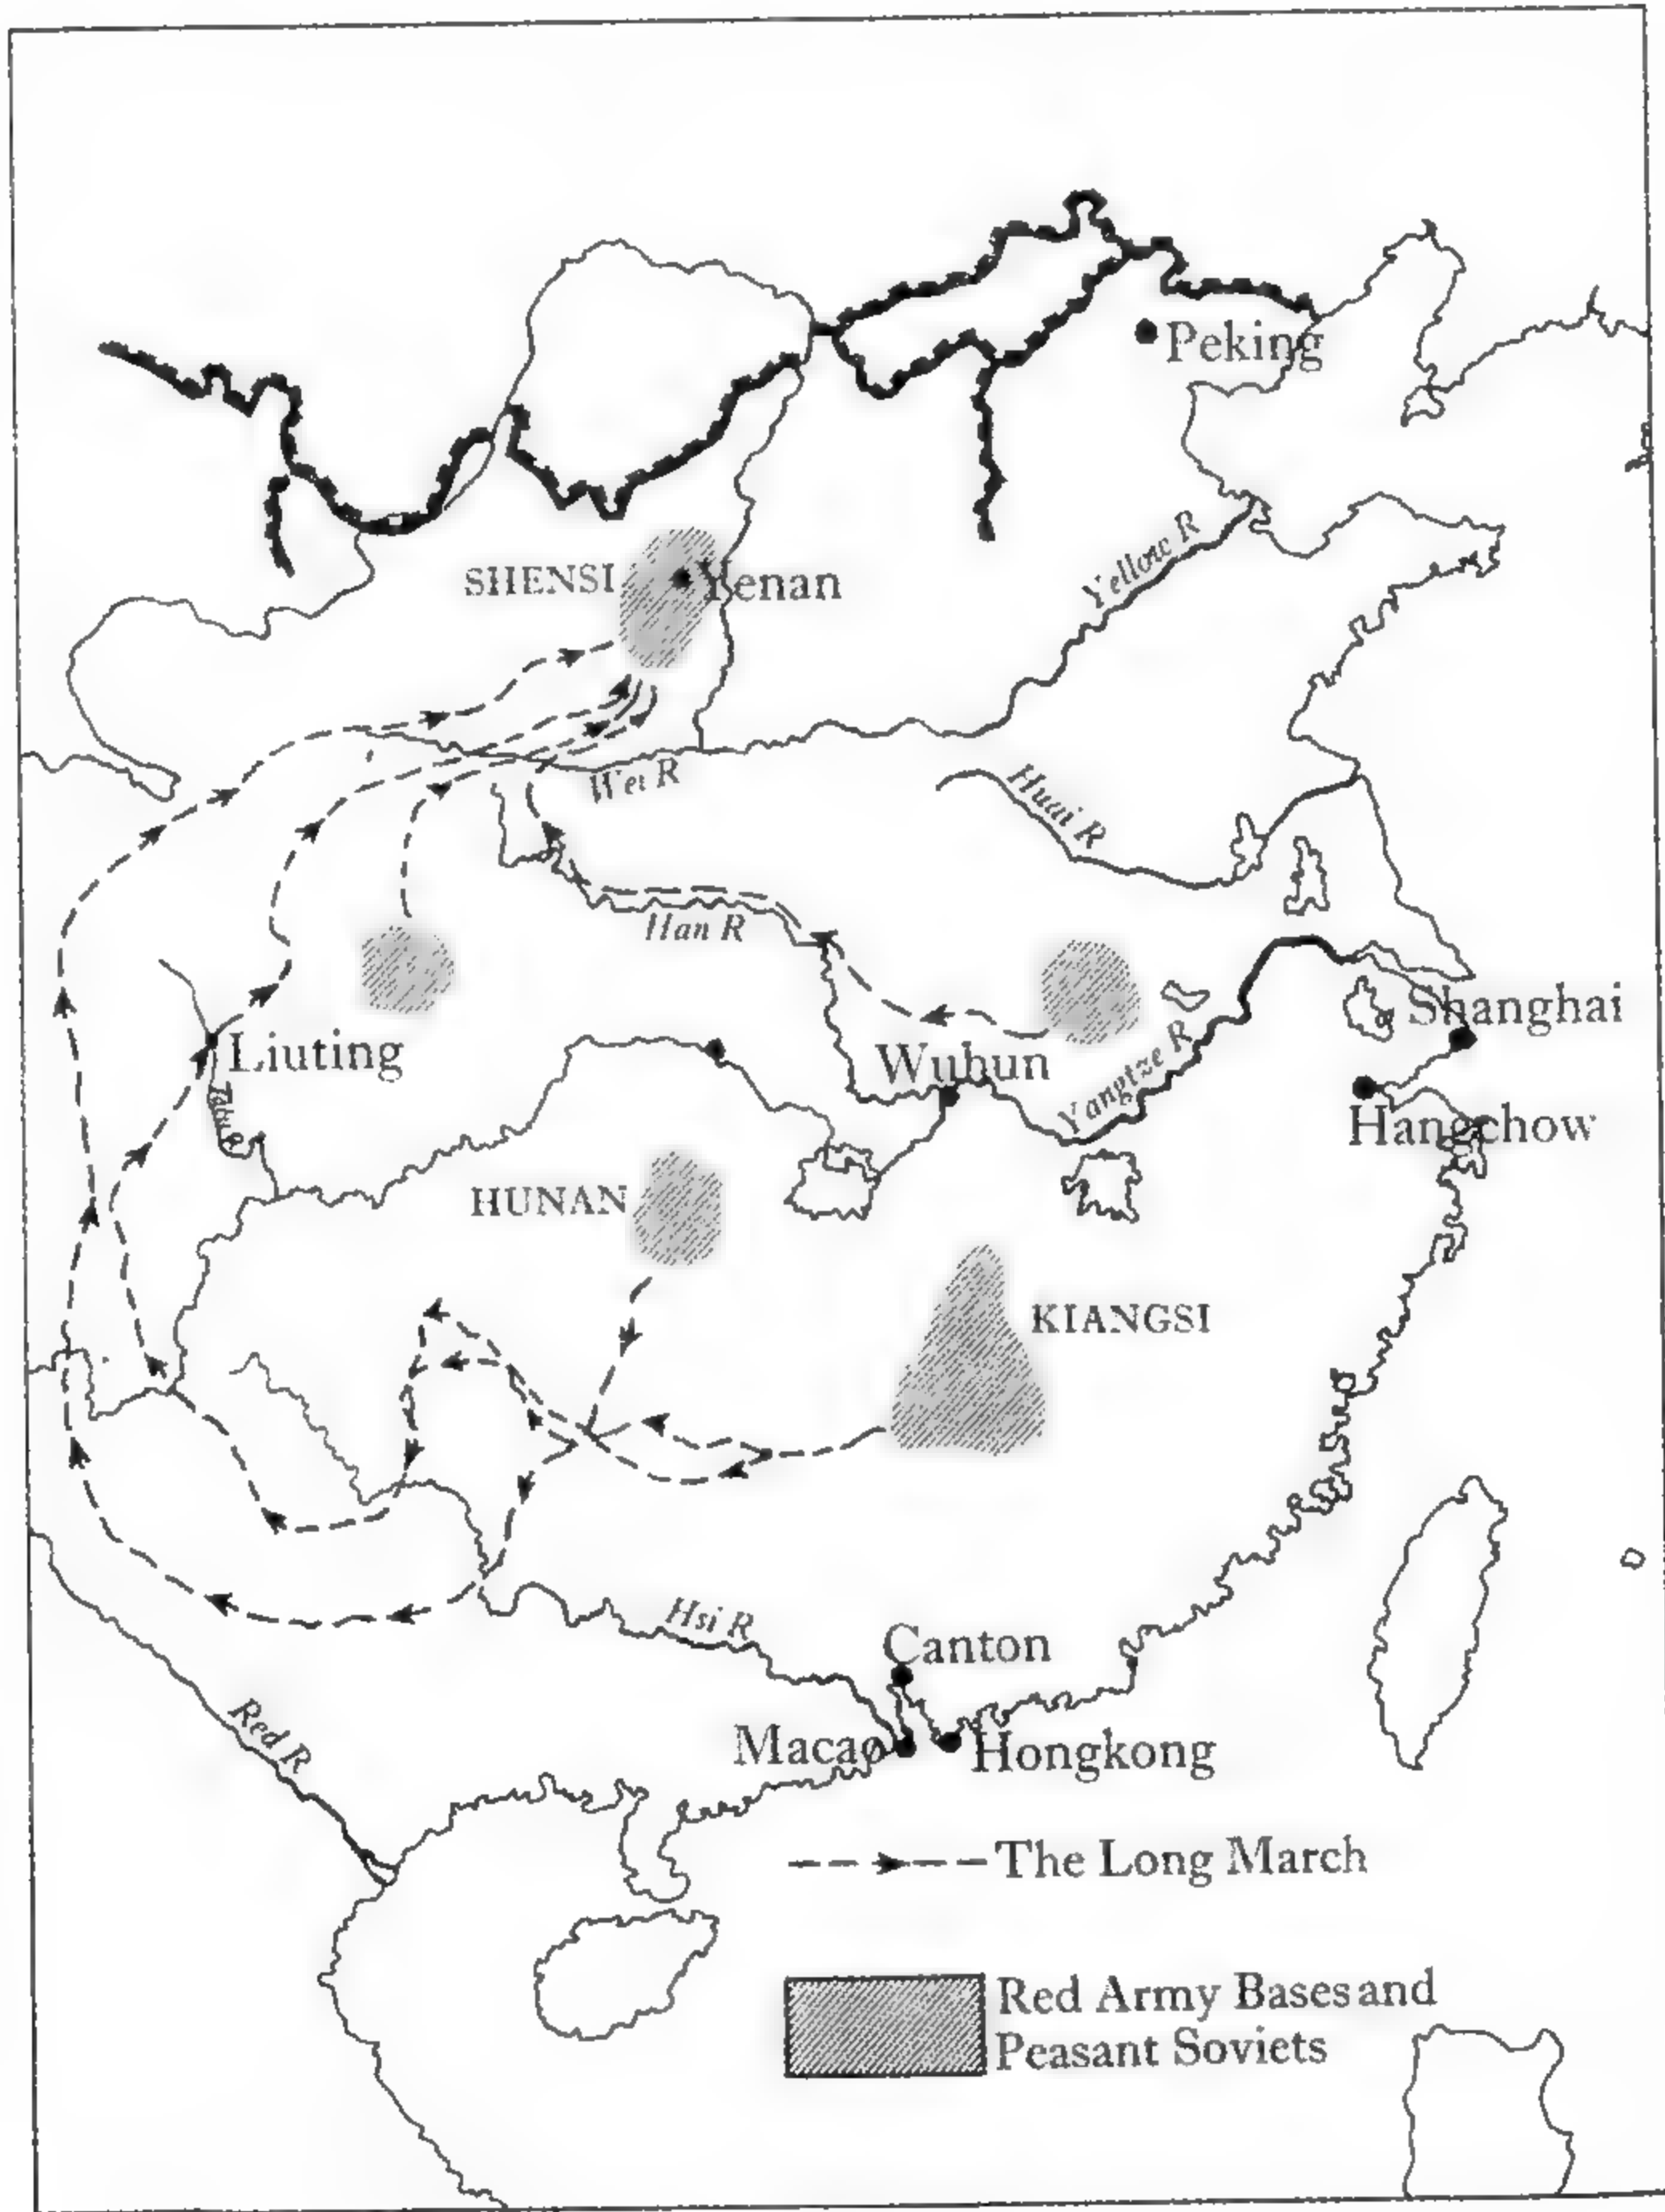 Peking
SHENSI
Yenan
Yellow R
Wei R
Huai R
Han R
Shanghai
Liuting
Wuhun
Yangtze R
Hangchow
HUNAN
KIANGSI
Hsi R
Canton
Red R
Macao
Hongkong
The Long March
Red Army Bases and
Peasant Soviets